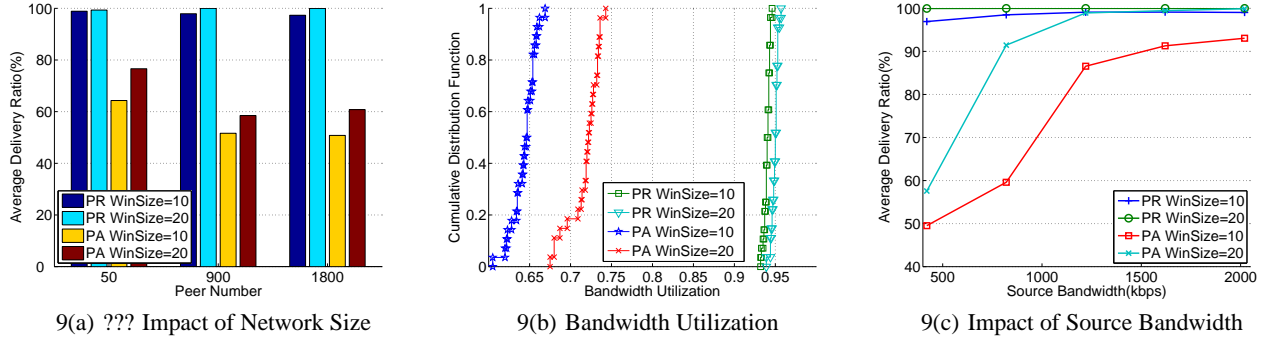 100
80
60
40
20
0
Average Delivery Ratio(%)
PR WinSize=10
PR WinSize=20
PA WinSize=10
PA WinSize=20
50
900
1800
Peer Number
9(a) ??? Impact of Network Size
1
0.8
0.6
0.4
0.2
0
Cumulative Distribution Function
PR WinSize=10
PR WinSize=20
PA WinSize=10
PA WinSize=20
0.65
0.7
0.75
0.8
0.85
0.9
0.95
Bandwidth Utilization
9(b) Bandwidth Utilization
100
90
80
70
60
50
40
Average Delivery Ratio(%)
PR WinSize=10
PR WinSize=20
PA WinSize=10
PA WinSize=20
500
1000
1500
2000
Source Bandwidth(kbps)
9(c) Impact of Source Bandwidth